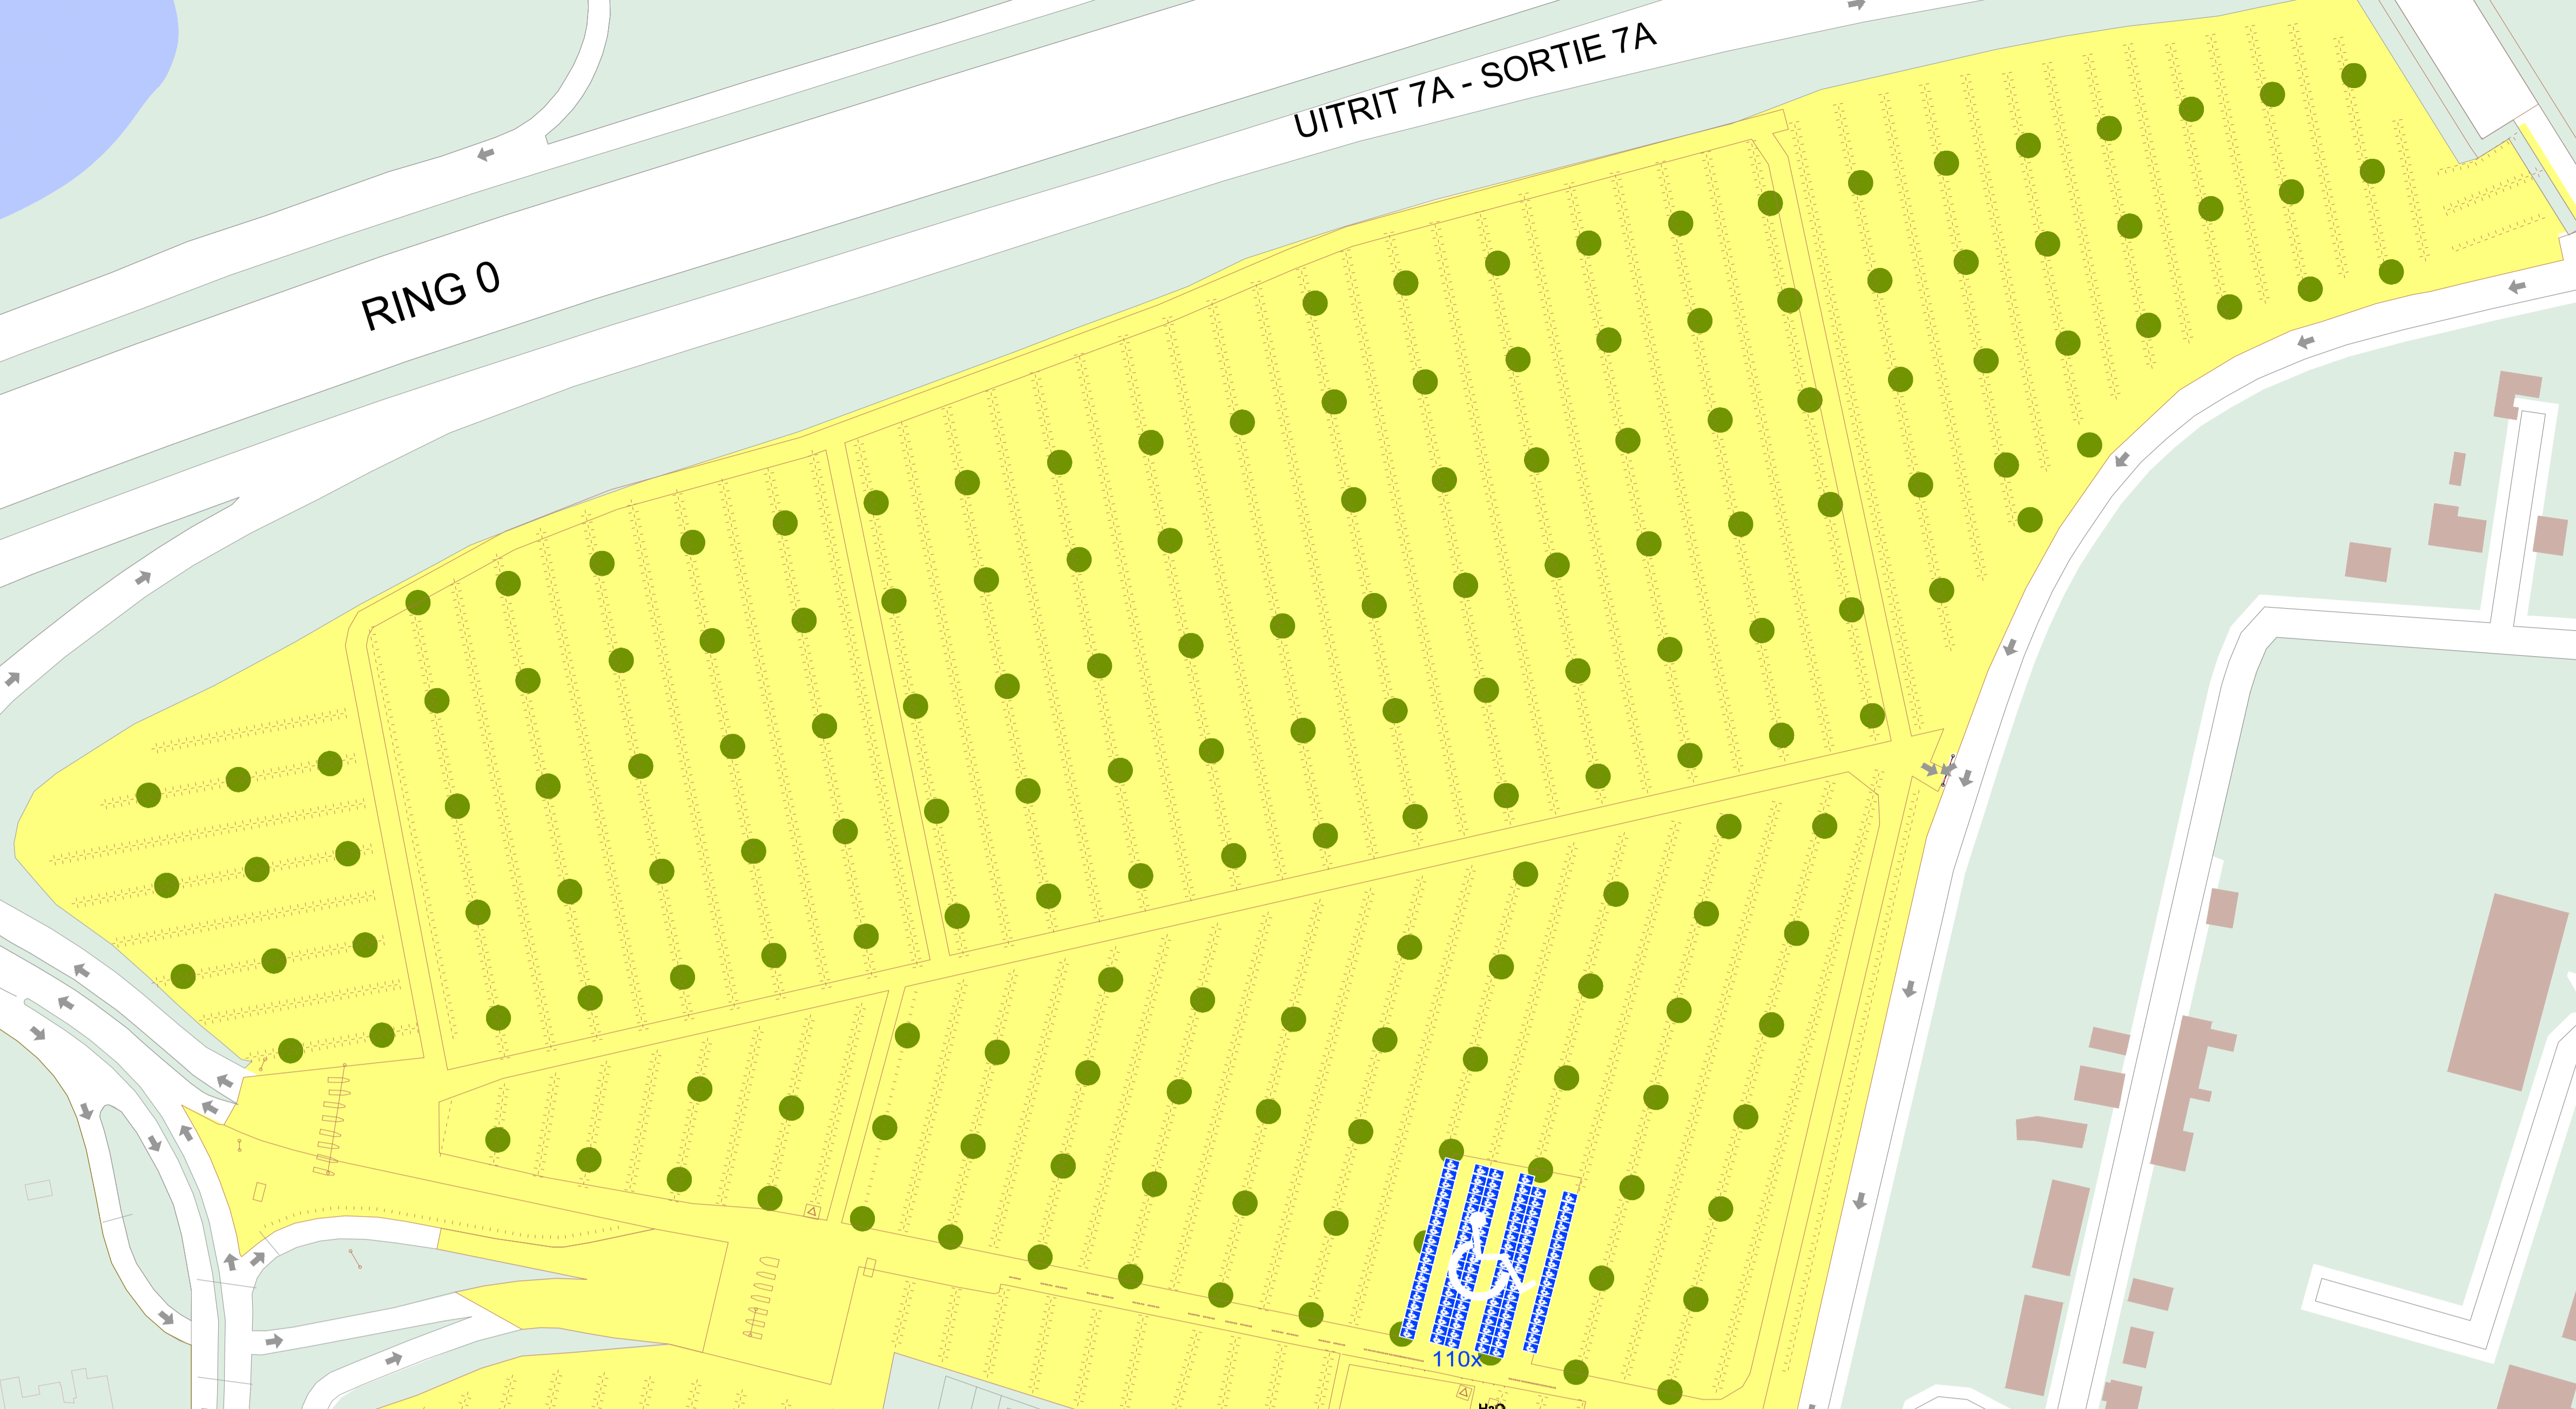 UITRIT 7A - SORTIE 7A
RING 0
110x